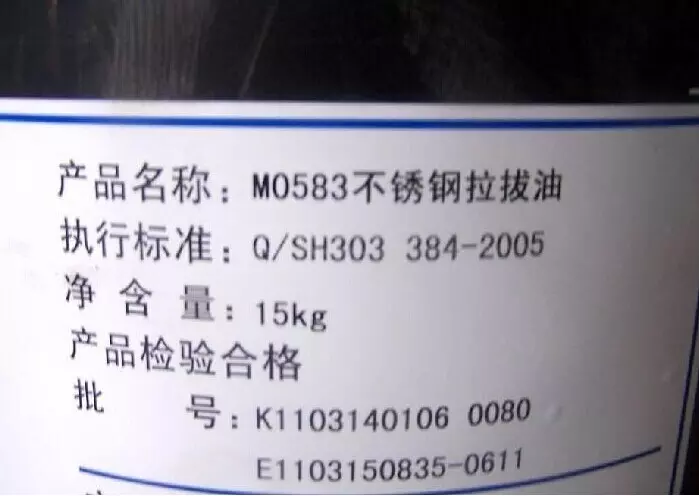 产品名称：M0583不锈钢拉拔油
执行标准：Q/SH303 384-2005
净含量：15kg
产品检验合格
批号：K1103140106 0080
E1103150835-0611